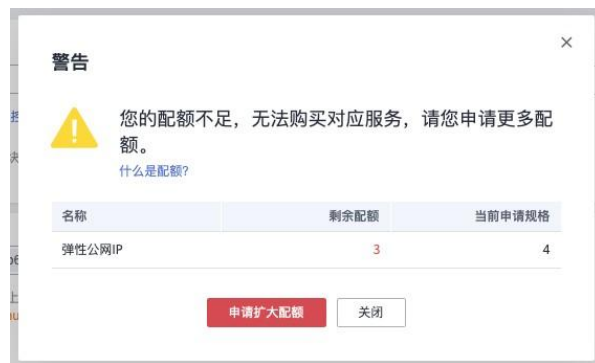 警告
您的配额不足，无法购买对应服务，请您申请更多配
额。
什么是配额?
名称 剩余配额 当前申请规格
弹性公网IP 3 4
申请扩大配额 关闭